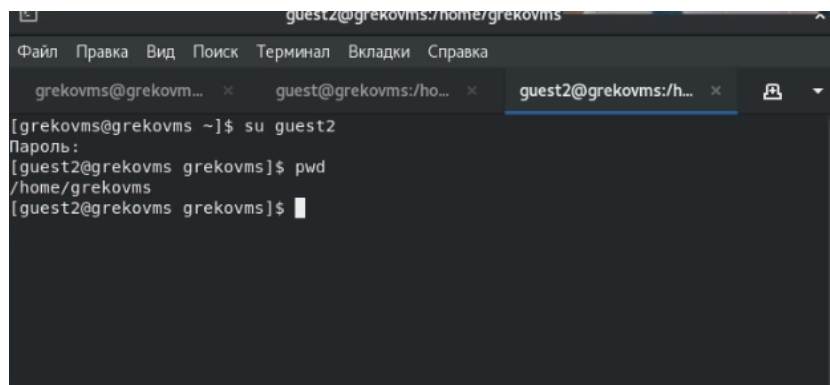 guest2@grekovms:/home/grekovms
Файл Правка Вид Поиск Терминал Вкладки Справка
grekovms@grekovm... × guest@grekovms:/ho... × guest2@grekovms:/h... ×
[grekovms@grekovms ~]$ su guest2
Пароль:
[guest2@grekovms grekovms]$ pwd
/home/grekovms
[guest2@grekovms grekovms]$